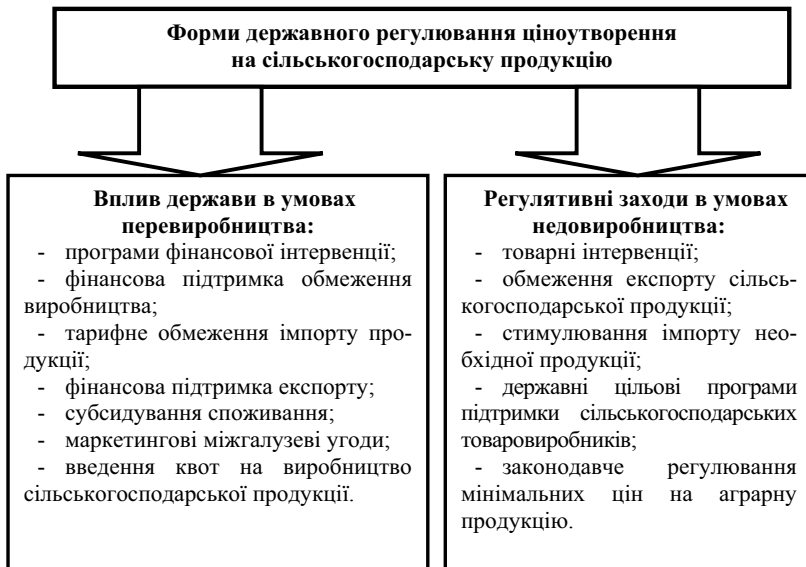 Форми державного регулювання ціноутворення
на сільськогосподарську продукцію
Вплив держави в умовах
перевиробництва:
- програми фінансової інтервенції;
- фінансова підтримка обмеження
виробництва;
- тарифне обмеження імпорту про-
дукції;
- фінансова підтримка експорту;
- субсидування споживання;
- маркетингові міжгалузеві угоди;
- введення квот на виробництво
сільськогосподарської продукції.
Регулятивні заходи в умовах
недовиробництва:
- товарні інтервенції;
- обмеження експорту сільсь-
когосподарської продукції;
- стимулювання імпорту нео-
бхідної продукції;
- державні цільові програми
підтримки сільськогосподарських
товаровиробників;
- законодавче регулювання
мінімальних цін на аграрну
продукцію.